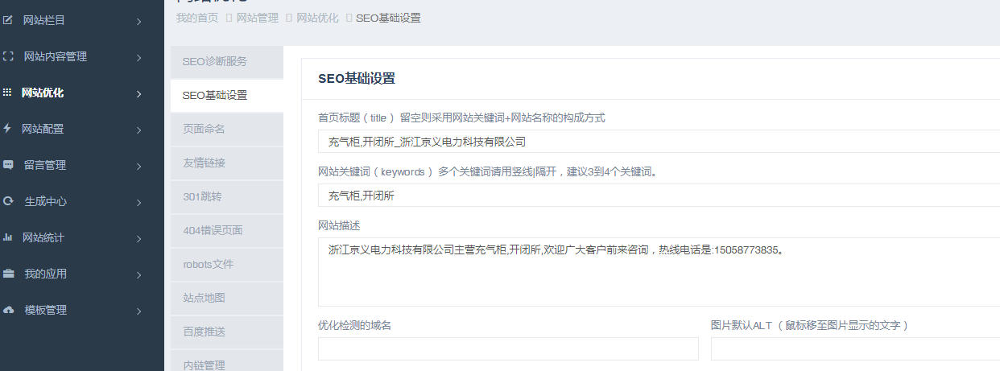 网站优化
我的首页 网站管理 网站优化 SEO基础设置
网站栏目
网站内容管理
网站优化
网站配置
留言管理
生成中心
网站统计
我的应用
模板管理
SEO诊断服务
SEO基础设置
页面命名
友情链接
301跳转
404错误页面
robots文件
站点地图
百度推送
内链管理
SEO基础设置
首页标题（title） 留空则采用网站关键词+网站名称的构成方式
充气柜,开闭所_浙江京义电力科技有限公司
网站关键词（keywords） 多个关键词请用竖线|隔开，建议3到4个关键词。
充气柜,开闭所
网站描述
浙江京义电力科技有限公司主营充气柜,开闭所,欢迎广大客户前来咨询，热线电话是:15058773835。
优化检测的域名
图片默认ALT （鼠标移至图片显示的文字）